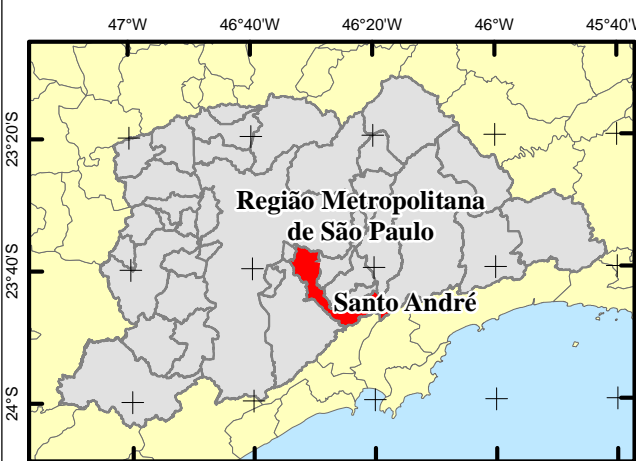 47°W 46°40'W 46°20'W 46°W 45°40'W
23°20'S
Região Metropolitana
de São Paulo
23°40'S
Santo André
24°S